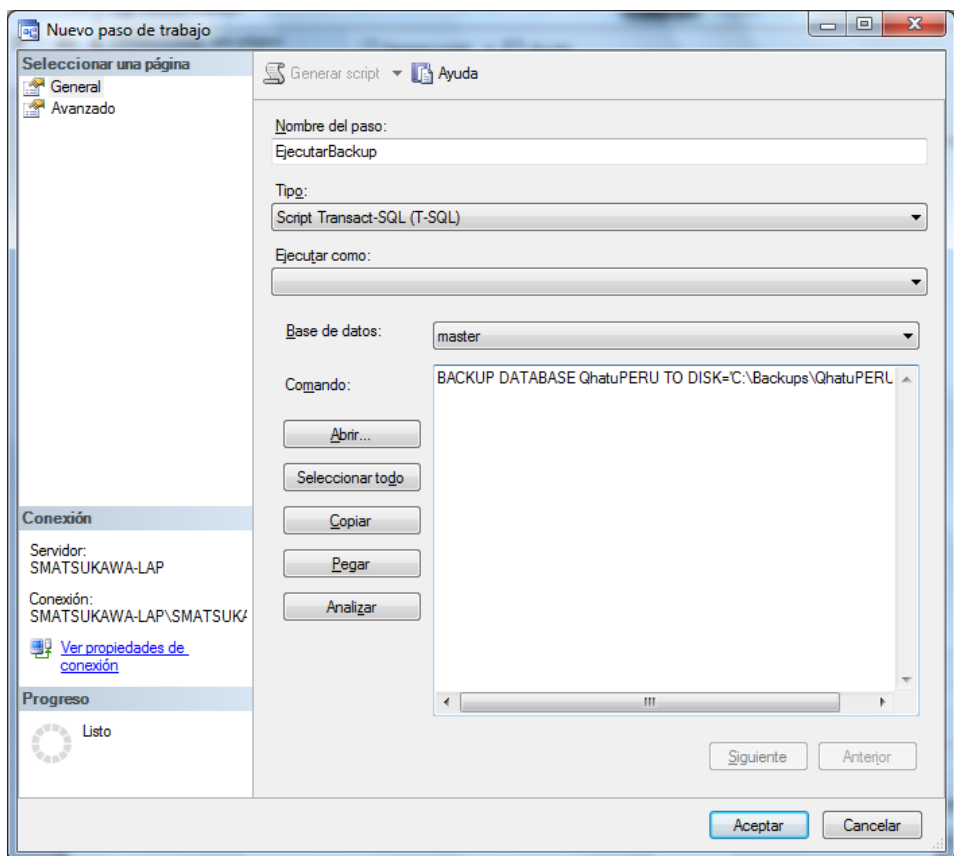 Nuevo paso de trabajo
Seleccionar una página
General
Avanzado
Generar script
Ayuda
Nombre del paso:
EjecutarBackup
Tipo:
Script Transact-SQL (T-SQL)
Ejecutar como:
Base de datos:
master
Comando:
BACKUP DATABASE QhatuPERU TO DISK='C:\Backups\QhatuPERU
Abrir...
Seleccionar todo
Copiar
Pegar
Analizar
Conexión
Servidor:
SMATSUKAWA-LAP
Conexión:
SMATSUKAWA-LAP\SMATSUKA
Ver propiedades de
conexión
Progreso
Listo
Siguiente
Anterior
Aceptar
Cancelar